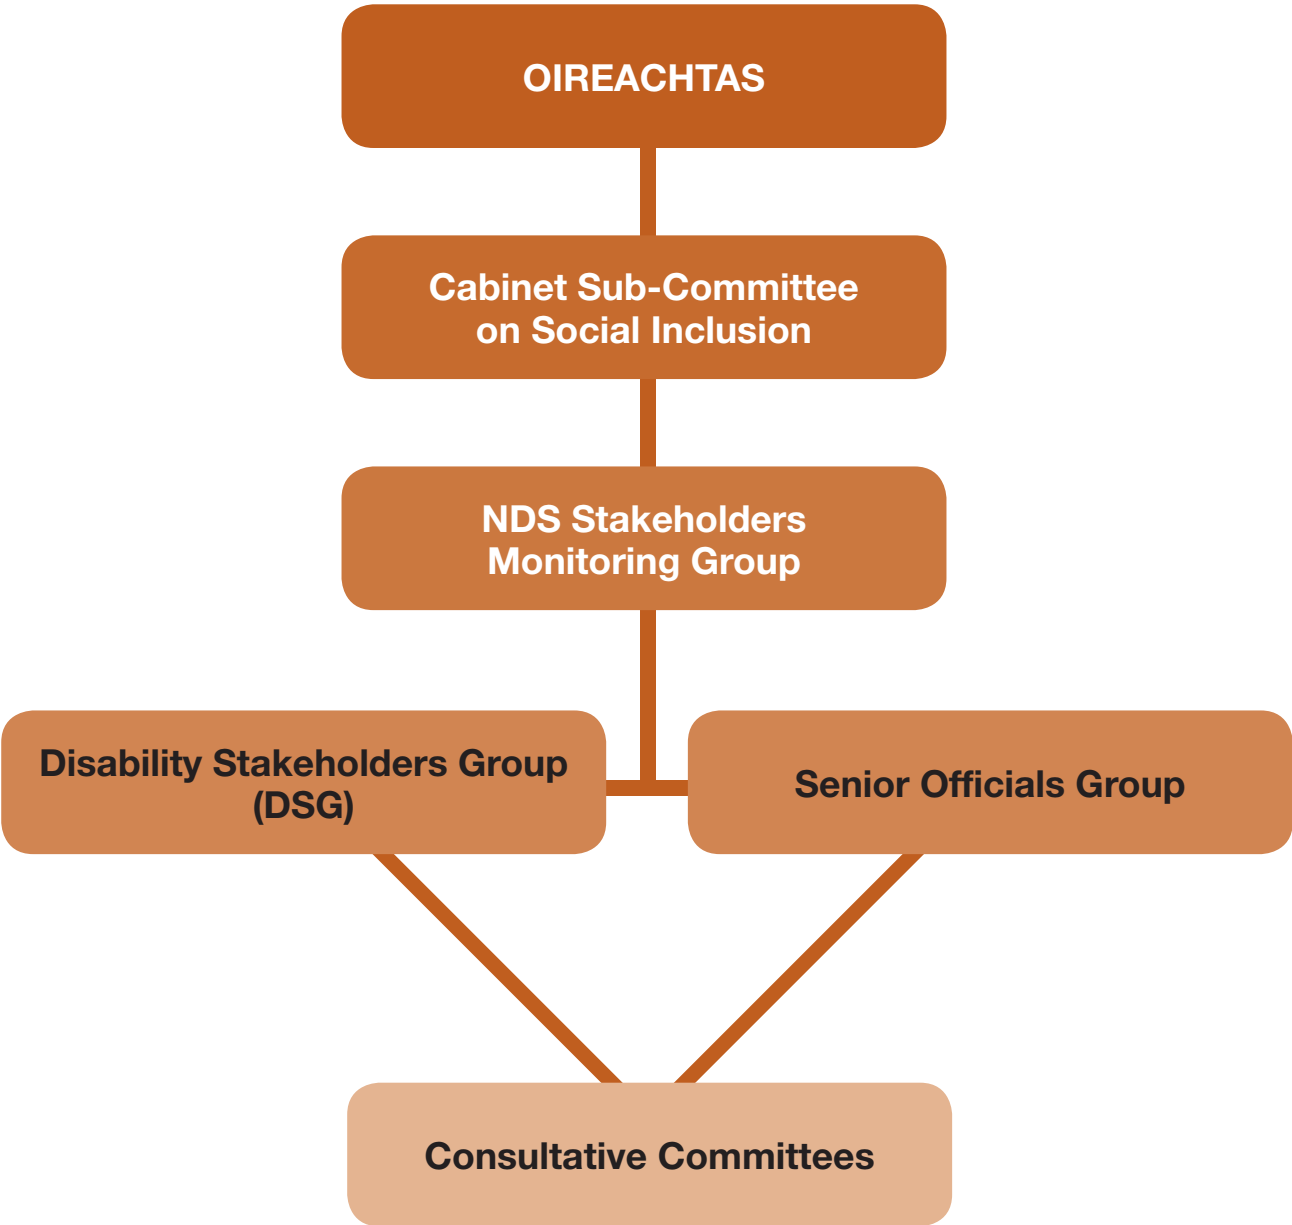 OIREACHTAS
Cabinet Sub-Committee
on Social Inclusion
NDS Stakeholders
Monitoring Group
Disability Stakeholders Group
(DSG)
Senior Officials Group
Consultative Committees